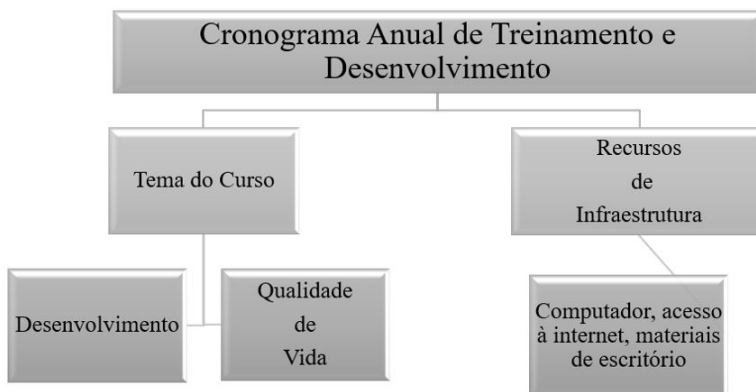 Cronograma Anual de Treinamento e
Desenvolvimento
Tema do Curso
Recursos
de
Infraestrutura
Desenvolvimento
Qualidade
de
Vida
Computador, acesso
à internet, materiais
de escritório